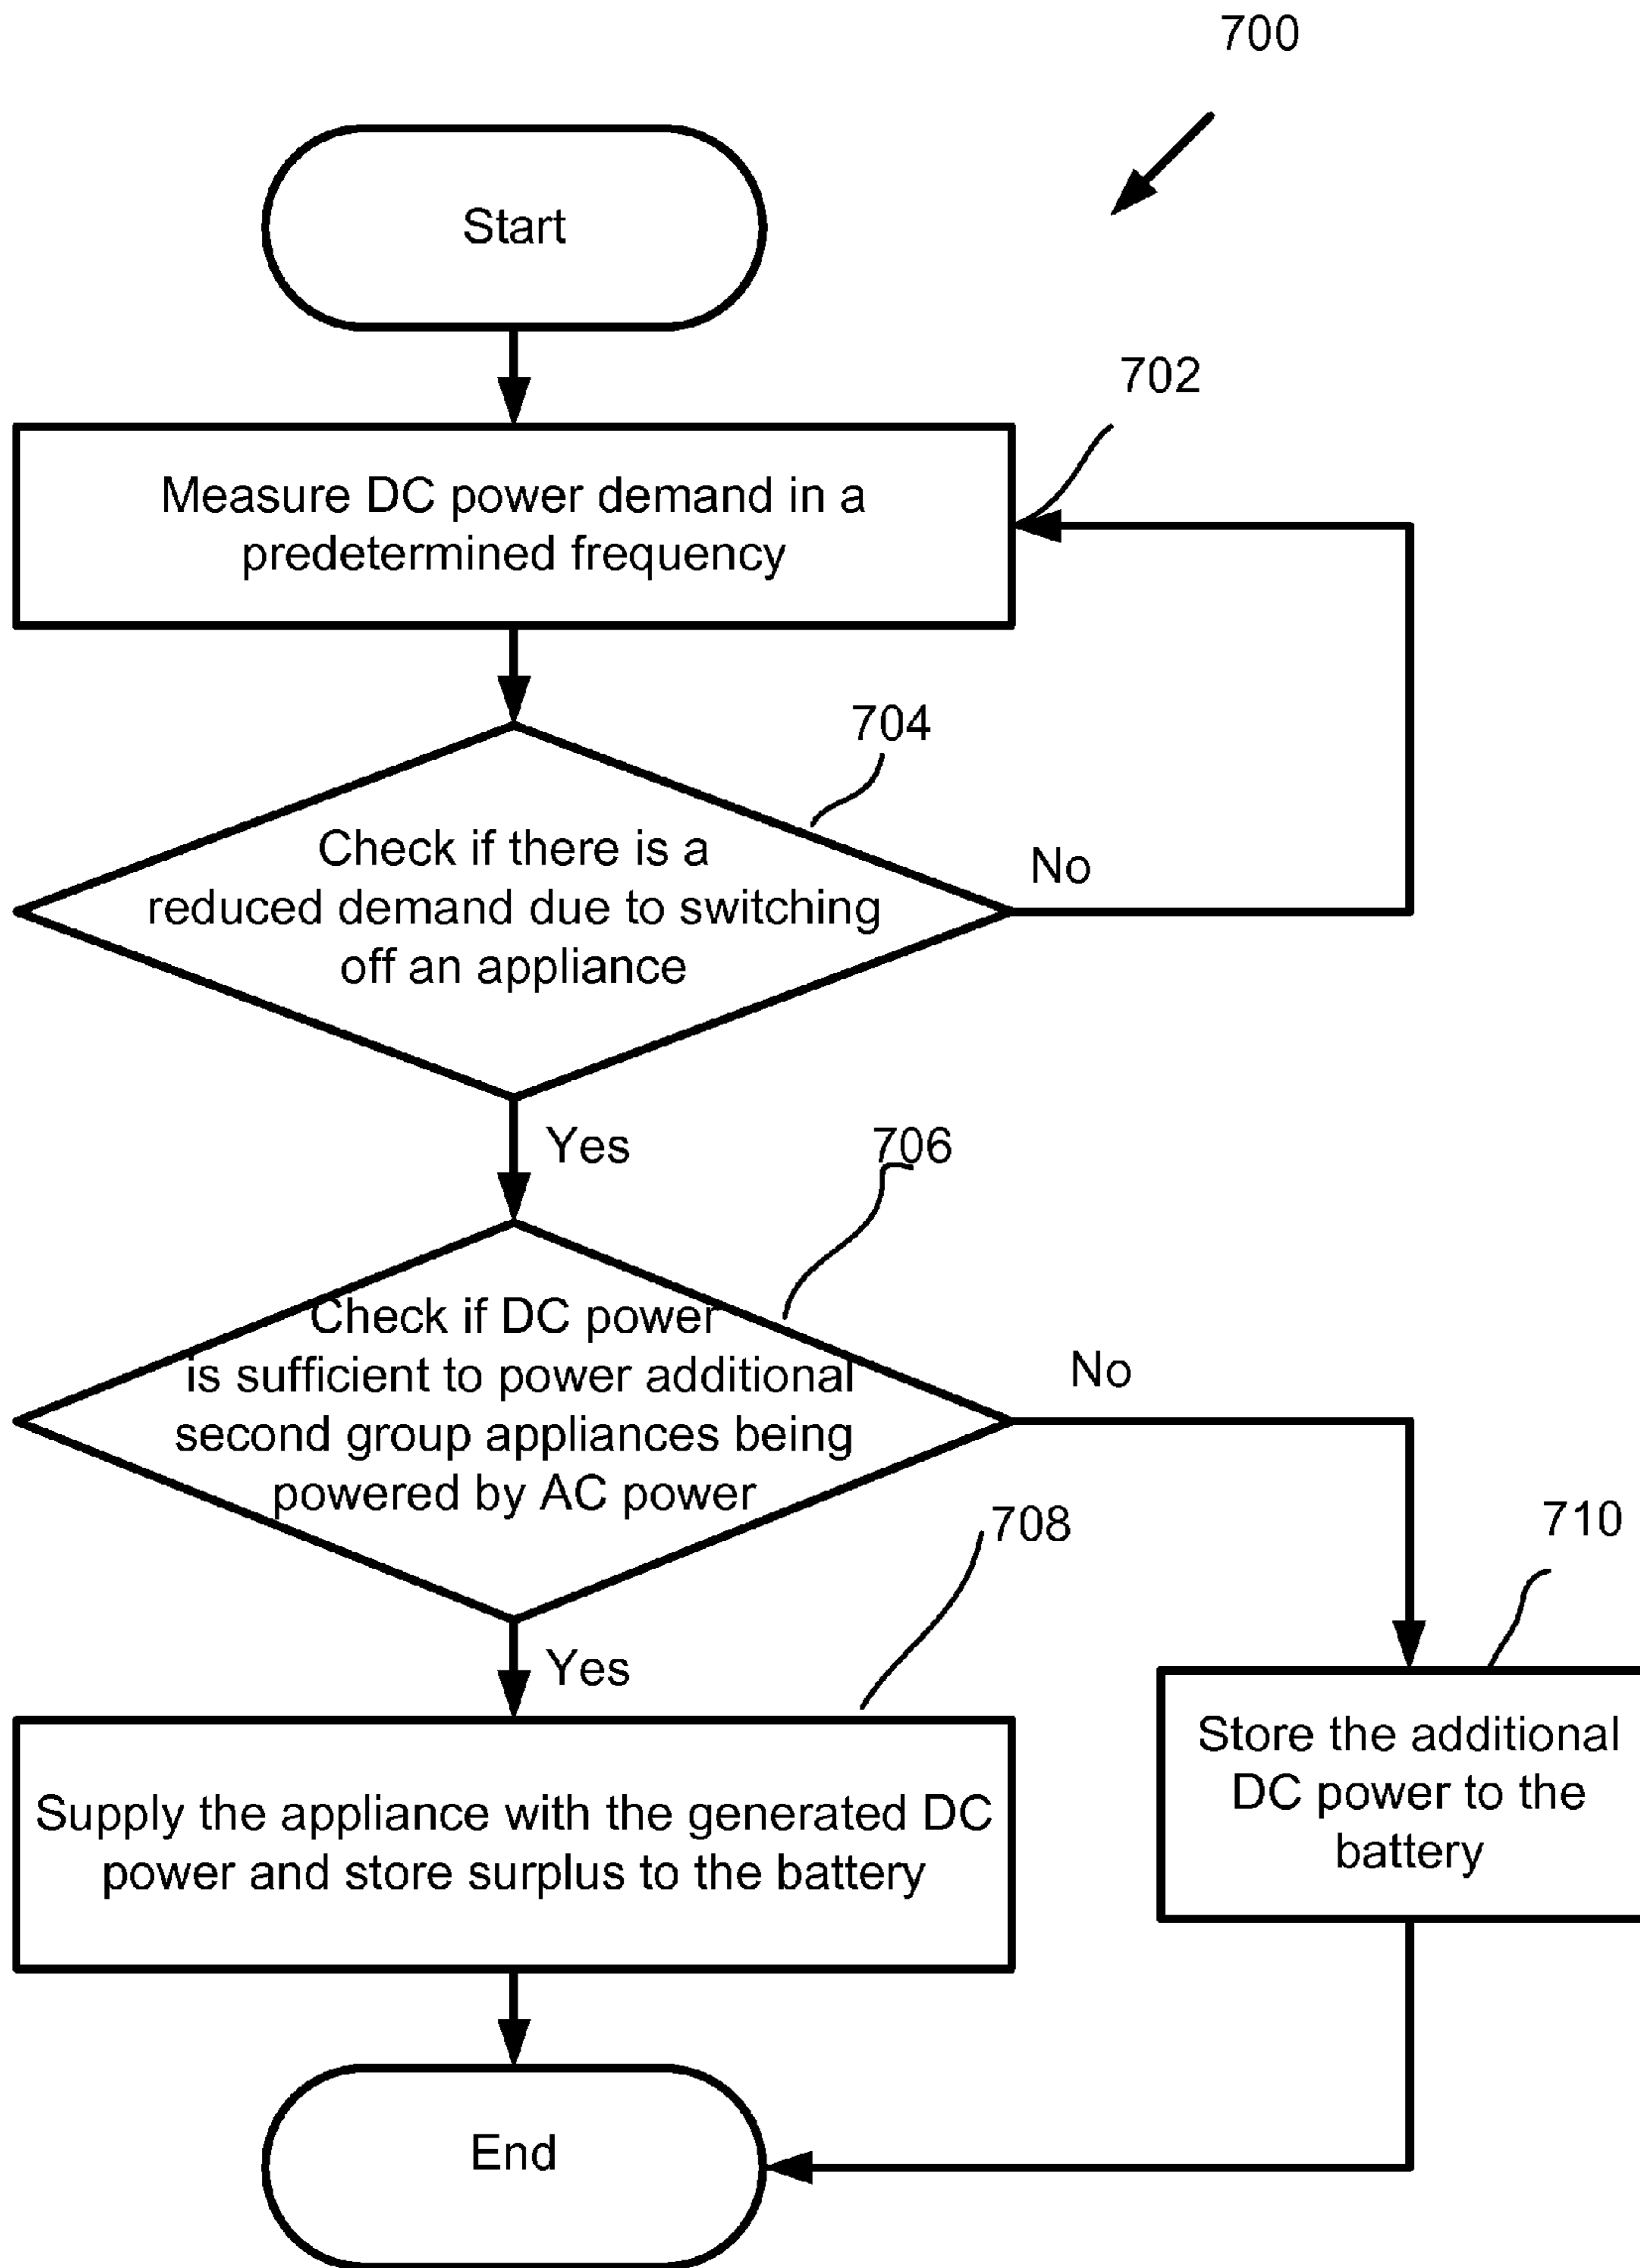 700
Start
702
Measure DC power demand in a
predetermined frequency
704
Check if there is a
reduced demand due to switching
off an appliance
No
Yes
706
Check if DC power
is sufficient to power additional
second group appliances being
powered by AC power
No
708
710
Yes
Supply the appliance with the generated DC
power and store surplus to the battery
Store the additional
DC power to the
battery
End